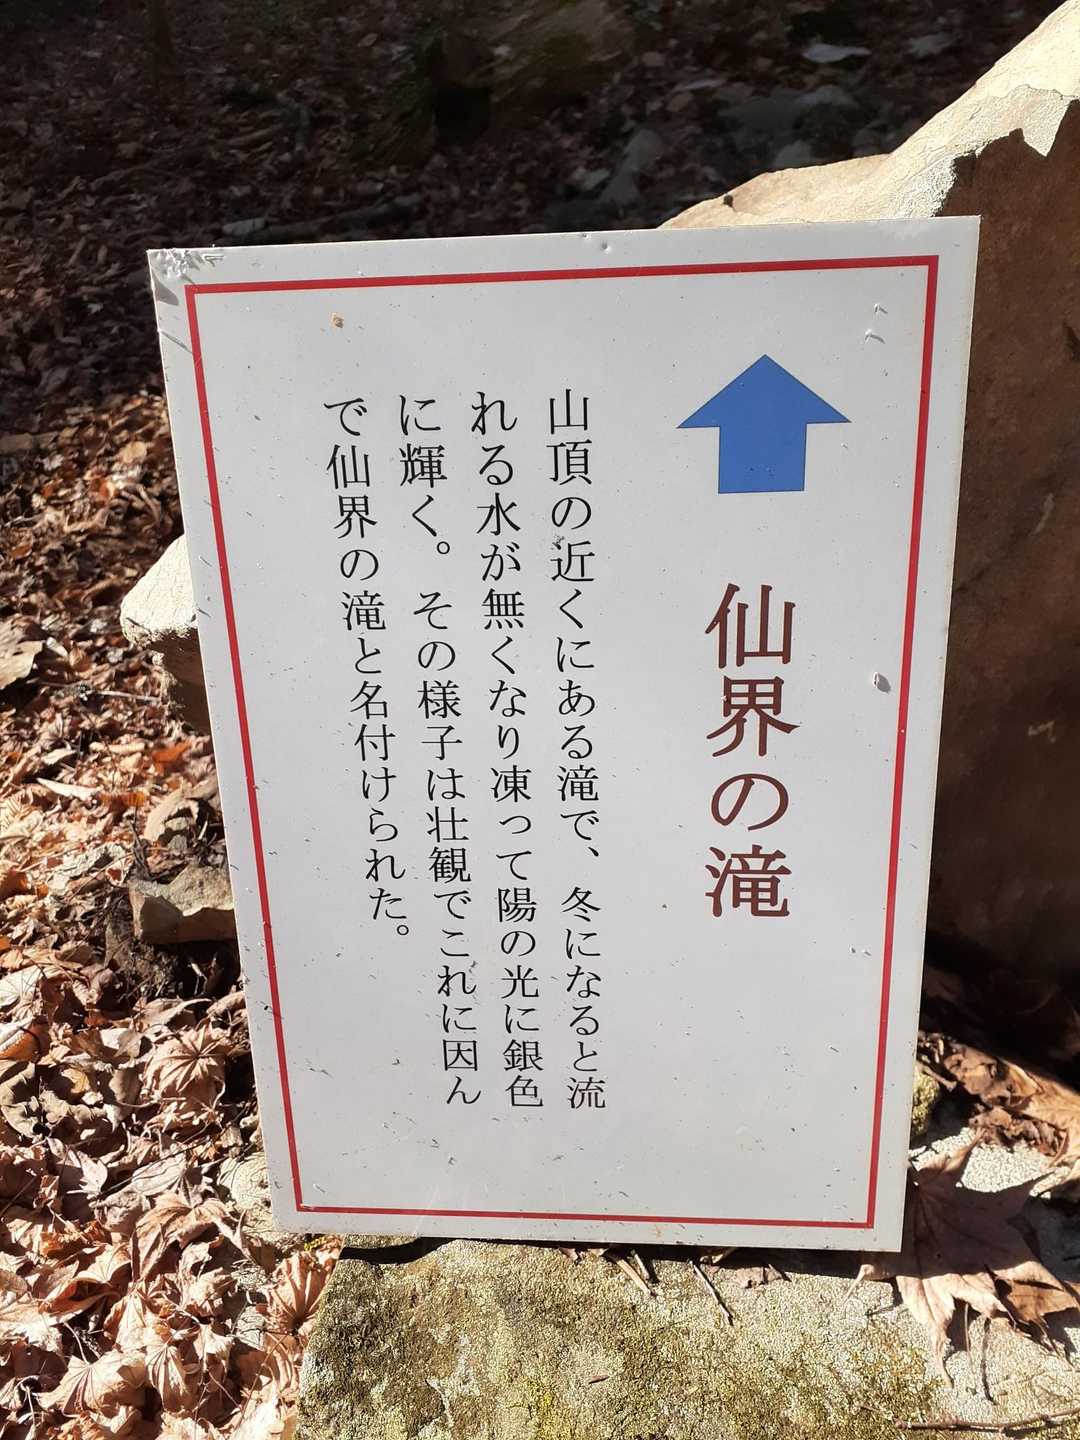 仙界の滝
山頂の近くにある滝で、冬になると流
れる水が無くなり凍って陽の光に銀色
に輝く。その様子は壮観でこれに因ん
で仙界の滝と名付けられた。